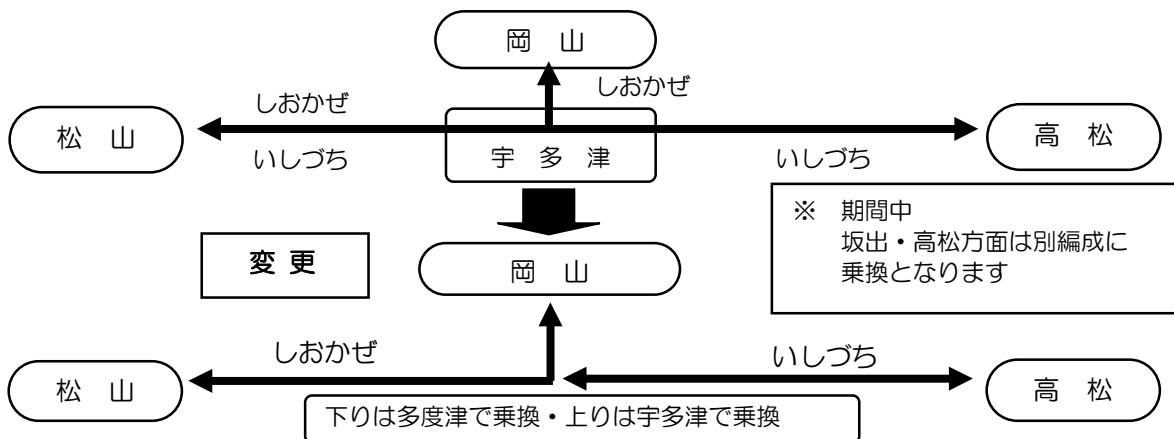 岡 山
しおかぜ
しおかぜ
松 山
高 松
いしづち
宇 多 津
いしづち
※ 期間中
坂出・高松方面は別編成に
乗換となります
変 更
岡 山
しおかぜ
いしづち
松 山
高 松
下りは多度津で乗換・上りは宇多津で乗換